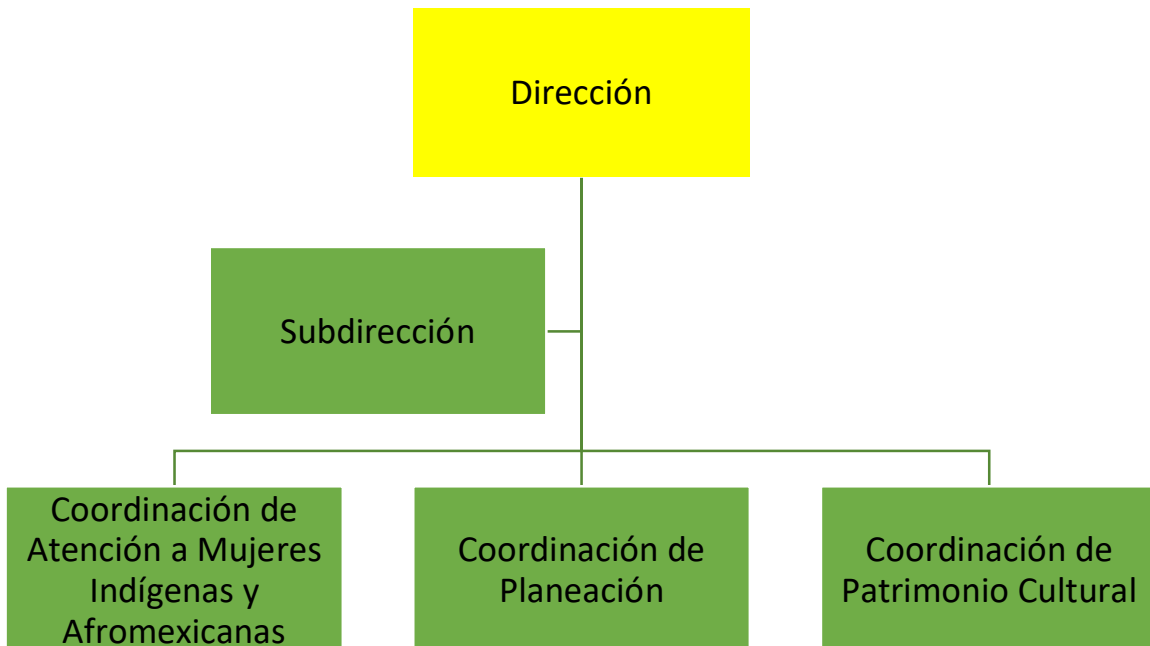 Dirección
Subdirección
Coordinación de
Atención a Mujeres
Indígenas y
Afromexicanas
Coordinación de
Planeación
Coordinación de
Patrimonio Cultural